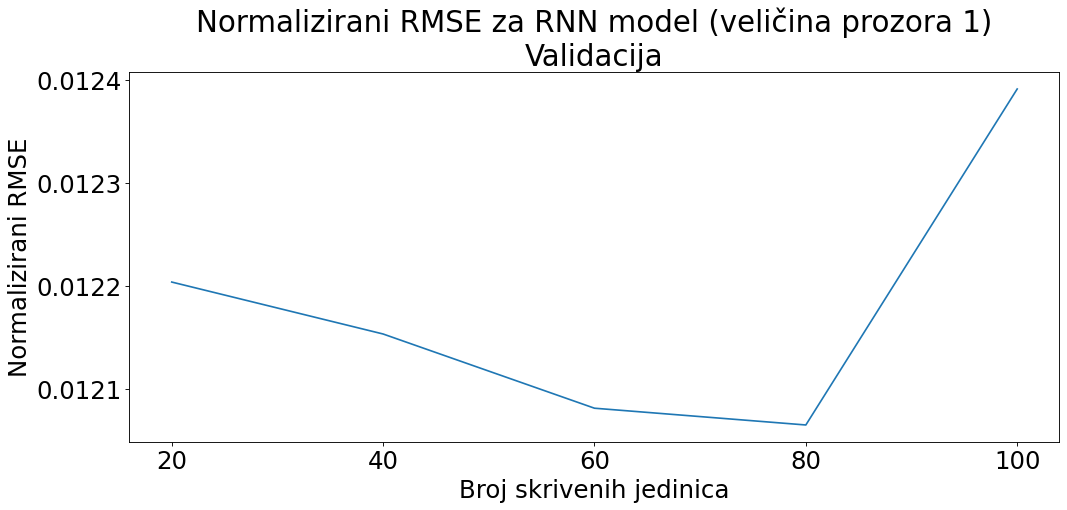 Normalizirani RMSE za RNN model (veličina prozora 1)
Validacija
Normalizirani RMSE
0.0124
0.0123
0.0122
0.0121
20 40 60 80 100
Broj skrivenih jedinica